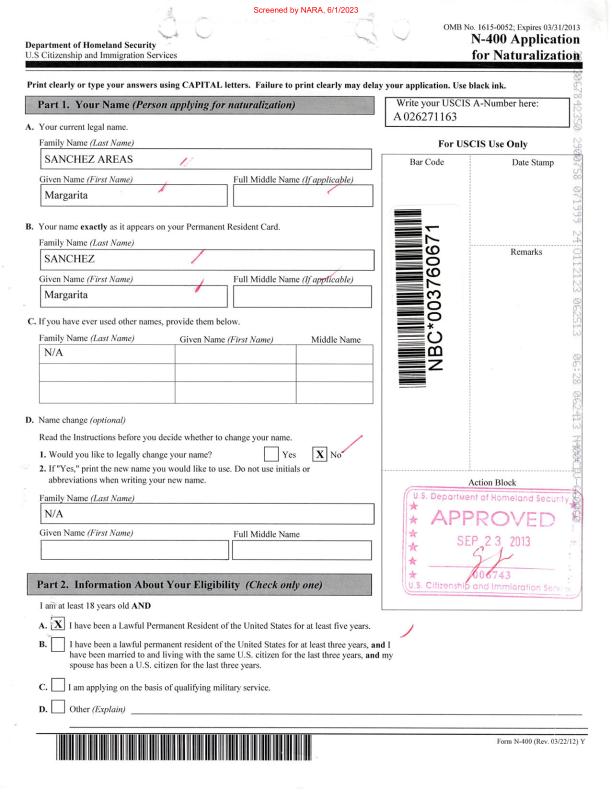 Screened by NARA, 6/1/2023
OMB No. 1615-0052; Expires 03/31/2013
Department of Homeland Security
U.S Citizenship and Immigration Services
N-400 Application
for Naturalization
Print clearly or type your answers using CAPITAL letters. Failure to print clearly may delay your application. Use black ink.
Part 1. Your Name (Person applying for naturalization)
Write your USCIS A-Number here:
A 026271163
A. Your current legal name.
Family Name (Last Name)
SANCHEZ AREAS
Given Name (First Name) Full Middle Name (If applicable)
Margarita
For USCIS Use Only
Bar Code Date Stamp
NBC*003760671
Remarks
B. Your name exactly as it appears on your Permanent Resident Card.
Family Name (Last Name)
SANCHEZ
Given Name (First Name) Full Middle Name (If applicable)
Margarita
C. If you have ever used other names, provide them below.
Family Name (Last Name) Given Name (First Name) Middle Name
N/A
D. Name change (optional)
Read the Instructions before you decide whether to change your name.
1. Would you like to legally change your name? Yes X No
2. If "Yes," print the new name you would like to use. Do not use initials or
abbreviations when writing your new name.
Family Name (Last Name)
N/A
Given Name (First Name) Full Middle Name
Action Block
U.S. Department of Homeland Security
APPROVED
SEP 23 2013
006743
U.S. Citizenship and Immigration
Part 2. Information About Your Eligibility (Check only one)
I am at least 18 years old AND
A. X I have been a Lawful Permanent Resident of the United States for at least five years.
B. I have been a lawful permanent resident of the United States for at least three years, and I
have been married to and living with the same U.S. citizen for the last three years, and my
spouse has been a U.S. citizen for the last three years.
C. I am applying on the basis of qualifying military service.
D. Other (Explain)
Form N-400 (Rev. 03/22/12) Y